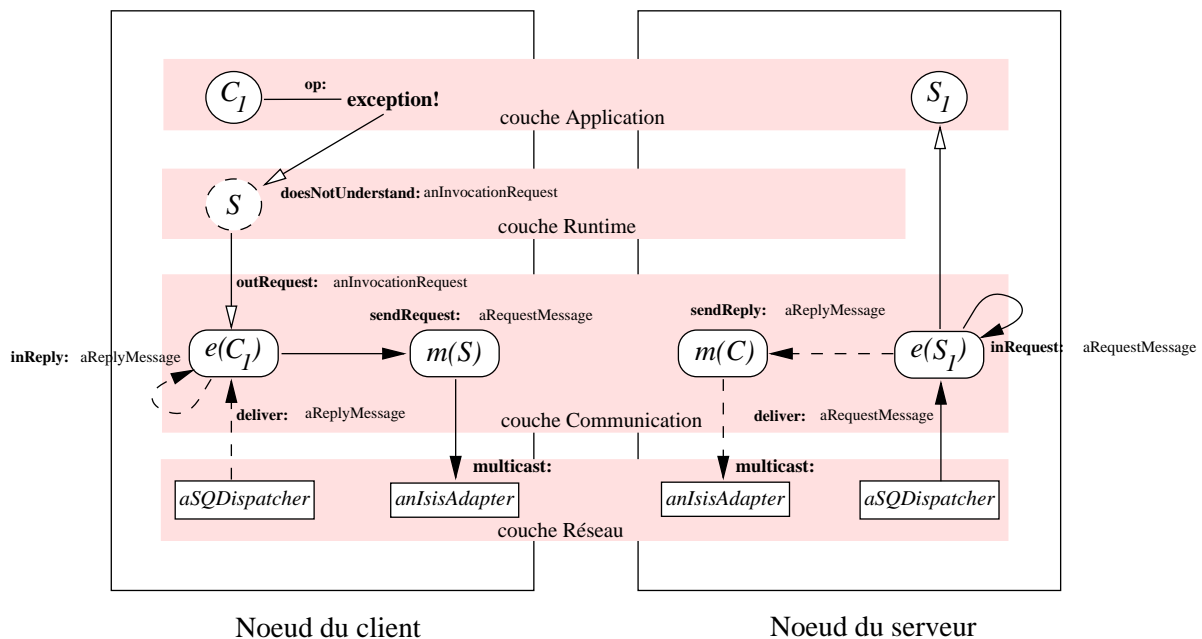 op:
C1
exception!
S1
couche Application
S
doesNotUnderstand: anInvocationRequest
couche Runtime
outRequest: anInvocationRequest
sendRequest: aRequestMessage
sendReply: aReplyMessage
inReply: aReplyMessage
e(C1)
m(S)
m(C)
e(S1)
inRequest: aRequestMessage
deliver: aReplyMessage
deliver: aRequestMessage
couche Communication
multicast:
multicast:
aSQDispatcher
anIsisAdapter
anIsisAdapter
aSQDispatcher
couche Réseau
Noeud du client
Noeud du serveur